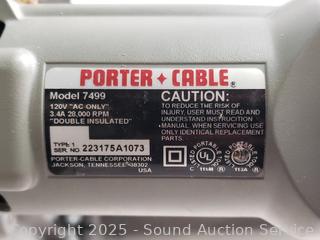 PORTER+CABLE®
Model 7499
120V "AC ONLY"
3.4A 28,000 RPM
"DOUBLE INSULATED"
TYPE: 1
SER. NO. 223175A1073
PORTER-CABLE CORPORATION
JACKSON, TENNESSEE 38302
USA
CAUTION:
TO REDUCE THE RISK OF
INJURY USER MUST READ AND
UNDERSTAND INSTRUCTION
MANUAL. WHEN SERVICING USE
ONLY IDENTICAL REPLACEMENT
PARTS.
UL
®
Copyright 2025 - Sound Auction Service